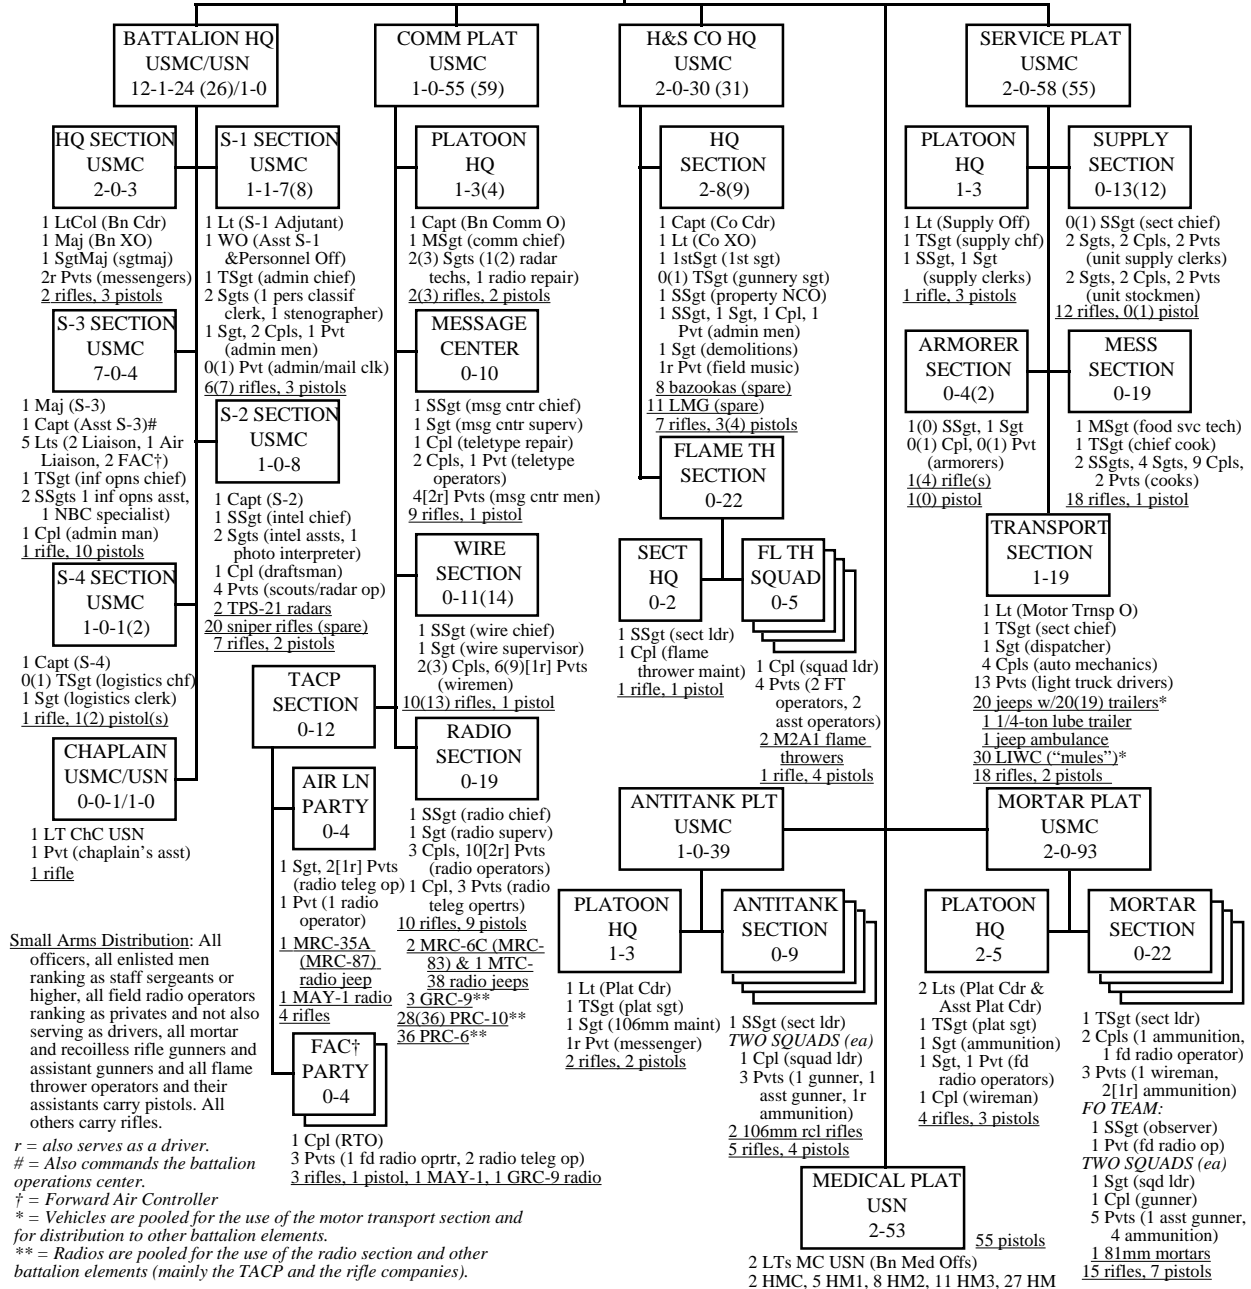 BATTALION HQ
USMC/USN
12-1-24 (26)/1-0
HQ SECTION
USMC
2-0-3
1 LtCol (Bn Cdr)
1 Maj (Bn XO)
1 SgtMaj (sgtmaj)
2r Pvts (messengers)
2 rifles, 3 pistols
S-3 SECTION
USMC
7-0-4
1 Maj (S-3)
1 Capt (Asst S-3)#
5 Lts (2 Liaison, 1 Air
Liaison, 2 FAC†)
1 TSgt (inf opns chief)
2 SSgts 1 inf opns asst,
1 NBC specialist)
1 Cpl (admin man)
1 rifle, 10 pistols
S-4 SECTION
USMC
1-0-1(2)
1 Capt (S-4)
0(1) TSgt (logistics chf)
1 Sgt (logistics clerk)
1 rifle, 1(2) pistol(s)
CHAPLAIN
USMC/USN
0-0-1/1-0
1 LT ChC USN
1 Pvt (chaplain's asst)
1 rifle
S-1 SECTION
USMC
1-1-7(8)
1 Lt (S-1 Adjutant)
1 WO (Asst S-1
&Personnel Off)
1 TSgt (admin chief)
2 Sgts (1 pers classif
clerk, 1 stenographer)
1 Sgt, 2 Cpls, 1 Pvt
(admin men)
0(1) Pvt (admin/mail clk)
6(7) rifles, 3 pistols
S-2 SECTION
USMC
1-0-8
1 Capt (S-2)
1 SSgt (intel chief)
2 Sgts (intel assts, 1
photo interpreter)
1 Cpl (draftsman)
4 Pvts (scouts/radar op)
2 TPS-21 radars
20 sniper rifles (spare)
7 rifles, 2 pistols
COMM PLAT
USMC
1-0-55 (59)
PLATOON
HQ
1-3(4)
1 Capt (Bn Comm O)
1 MSgt (comm chief)
2(3) Sgts (1(2) radar
techs, 1 radio repair)
2(3) rifles, 2 pistols
MESSAGE
CENTER
0-10
1 SSgt (msg cntr chief)
1 Sgt (msg cntr superv)
1 Cpl (teletype repair)
2 Cpls, 1 Pvt (teletype
operators)
4[2r] Pvts (msg cntr men)
9 rifles, 1 pistol
WIRE
SECTION
0-11(14)
1 SSgt (wire chief)
1 Sgt (wire supervisor)
2(3) Cpls, 6(9)[1r] Pvts
(wiremen)
10(13) rifles, 1 pistol
RADIO
SECTION
0-19
1 SSgt (radio chief)
1 Sgt (radio superv)
3 Cpls, 10[2r] Pvts
(radio operators)
1 Cpl, 3 Pvts (radio
teleg opertrs)
10 rifles, 9 pistols
2 MRC-6C (MRC-
83) & 1 MTC-
38 radio jeeps
3 GRC-9**
28(36) PRC-10**
36 PRC-6**
TACP
SECTION
0-12
AIR LN
PARTY
0-4
1 Sgt, 2[1r] Pvts
(radio teleg op)
1 Pvt (1 radio
operator)
1 MRC-35A
(MRC-87)
radio jeep
1 MAY-1 radio
4 rifles
FAC†
PARTY
0-4
1 Cpl (RTO)
3 Pvts (1 fd radio oprtr, 2 radio teleg op)
3 rifles, 1 pistol, 1 MAY-1, 1 GRC-9 radio
H&S CO HQ
USMC
2-0-30 (31)
HQ
SECTION
2-8(9)
1 Capt (Co Cdr)
1 Lt (Co XO)
1 1stSgt (1st sgt)
0(1) TSgt (gunnery sgt)
1 SSgt (property NCO)
1 SSgt, 1 Sgt, 1 Cpl, 1
Pvt (admin men)
1 Sgt (demolitions)
1r Pvt (field music)
8 bazookas (spare)
11 LMG (spare)
7 rifles, 3(4) pistols
FLAME TH
SECTION
0-22
SECT
HQ
0-2
1 SSgt (sect ldr)
1 Cpl (flame
thrower maint)
1 rifle, 1 pistol
FL TH
SQUAD
0-5
1 Cpl (squad ldr)
4 Pvts (2 FT
operators, 2
asst operators)
2 M2A1 flame
throwers
1 rifle, 4 pistols
SERVICE PLAT
USMC
2-0-58 (55)
PLATOON
HQ
1-3
1 Lt (Supply Off)
1 TSgt (supply chf)
1 SSgt, 1 Sgt
(supply clerks)
1 rifle, 3 pistols
SUPPLY
SECTION
0-13(12)
0(1) SSgt (sect chief)
2 Sgts, 2 Cpls, 2 Pvts
(unit supply clerks)
2 Sgts, 2 Cpls, 2 Pvts
(unit stockmen)
12 rifles, 0(1) pistol
ARMORER
SECTION
0-4(2)
1(0) SSgt, 1 Sgt
0(1) Cpl, 0(1) Pvt
(armorers)
1(4) rifle(s)
1(0) pistol
MESS
SECTION
0-19
1 MSgt (food svc tech)
1 TSgt (chief cook)
2 SSgts, 4 Sgts, 9 Cpls,
2 Pvts (cooks)
18 rifles, 1 pistol
TRANSPORT
SECTION
1-19
1 Lt (Motor Trnsp O)
1 TSgt (sect chief)
1 Sgt (dispatcher)
4 Cpls (auto mechanics)
13 Pvts (light truck drivers)
20 jeeps w/20(19) trailers*
1 1/4-ton lube trailer
1 jeep ambulance
30 LIWC (“mules”)*
18 rifles, 2 pistols
ANTITANK PLT
USMC
1-0-39
PLATOON
HQ
1-3
1 Lt (Plat Cdr)
1 TSgt (plat sgt)
1 Sgt (106mm maint)
1r Pvt (messenger)
2 rifles, 2 pistols
ANTITANK
SECTION
0-9
1 SSgt (sect ldr)
TWO SQUADS (ea)
1 Cpl (squad ldr)
3 Pvts (1 gunner, 1
asst gunner, 1r
ammunition)
2 106mm rcl rifles
5 rifles, 4 pistols
MORTAR PLAT
USMC
2-0-93
PLATOON
HQ
2-5
2 Lts (Plat Cdr &
Asst Plat Cdr)
1 TSgt (plat sgt)
1 Sgt (ammunition)
1 Sgt, 1 Pvt (fd
radio operators)
1 Cpl (wireman)
4 rifles, 3 pistols
MORTAR
SECTION
0-22
1 TSgt (sect ldr)
2 Cpls (1 ammunition,
1 fd radio operator)
3 Pvts (1 wireman,
2[1r] ammunition)
FO TEAM:
1 SSgt (observer)
1 Pvt (fd radio op)
TWO SQUADS (ea)
1 Sgt (sqd ldr)
1 Cpl (gunner)
5 Pvts (1 asst gunner,
4 ammunition)
1 81mm mortars
15 rifles, 7 pistols
MEDICAL PLAT
USN
2-53
55 pistols
2 LTs MC USN (Bn Med Offs)
2 HMC, 5 HM1, 8 HM2, 11 HM3, 27 HM
Small Arms Distribution: All
officers, all enlisted men
ranking as staff sergeants or
higher, all field radio operators
ranking as privates and not also
serving as drivers, all mortar
and recoilless rifle gunners and
assistant gunners and all flame
thrower operators and their
assistants carry pistols. All
others carry rifles.
r = also serves as a driver.
# = Also commands the battalion
operations center.
† = Forward Air Controller
* = Vehicles are pooled for the use of the motor transport section and
for distribution to other battalion elements.
** = Radios are pooled for the use of the radio section and other
battalion elements (mainly the TACP and the rifle companies).